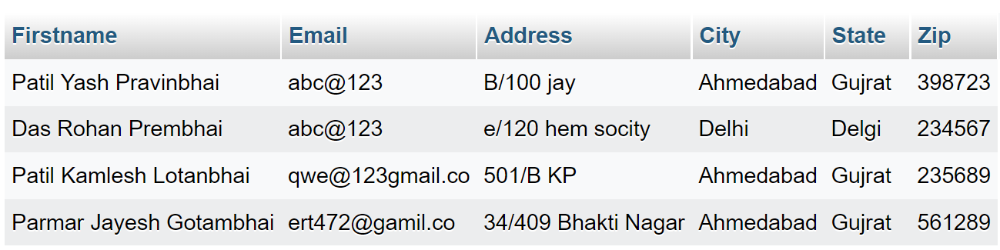 Firstname Email Address City State Zip
Patil Yash Pravinbhai abc@123 B/100 jay Ahmedabad Gujrat 398723
Das Rohan Prembhai abc@123 e/120 hem socity Delhi Delgi 234567
Patil Kamlesh Lotanbhai qwe@123gmail.co 501/B KP Ahmedabad Gujrat 235689
Parmar Jayesh Gotambhai ert472@gamil.co 34/409 Bhakti Nagar Ahmedabad Gujrat 561289